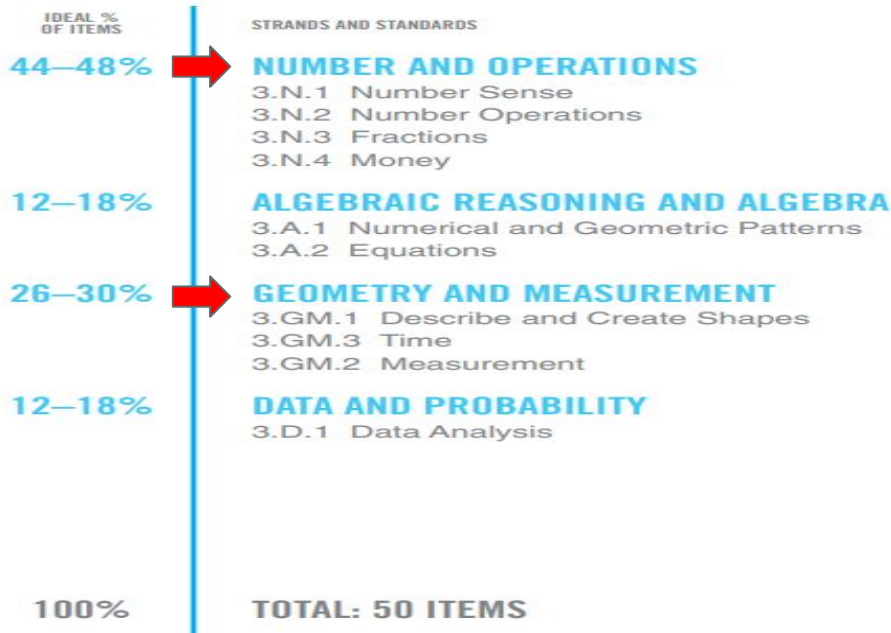 IDEAL %
OF ITEMS
STRANDS AND STANDARDS
44–48%
NUMBER AND OPERATIONS
3.N.1 Number Sense
3.N.2 Number Operations
3.N.3 Fractions
3.N.4 Money
12–18%
ALGEBRAIC REASONING AND ALGEBRA
3.A.1 Numerical and Geometric Patterns
3.A.2 Equations
26–30%
GEOMETRY AND MEASUREMENT
3.GM.1 Describe and Create Shapes
3.GM.3 Time
3.GM.2 Measurement
12–18%
DATA AND PROBABILITY
3.D.1 Data Analysis
100%
TOTAL: 50 ITEMS